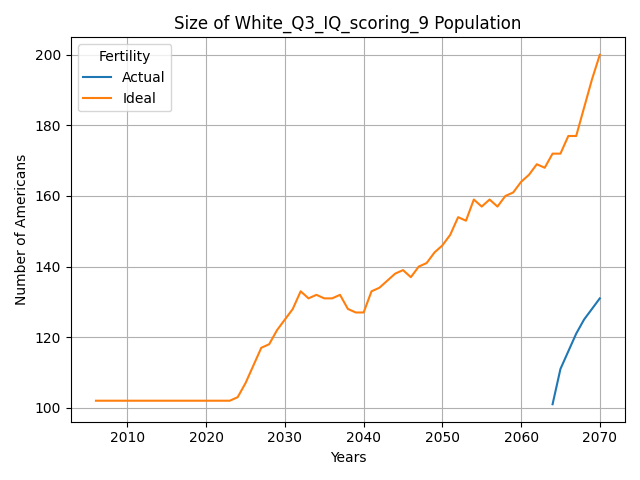 Size of White_Q3_IQ_scoring_9 Population
Fertility
Actual
Ideal
Number of Americans
200
180
160
140
120
100
2010 2020 2030 2040 2050 2060 2070
Years